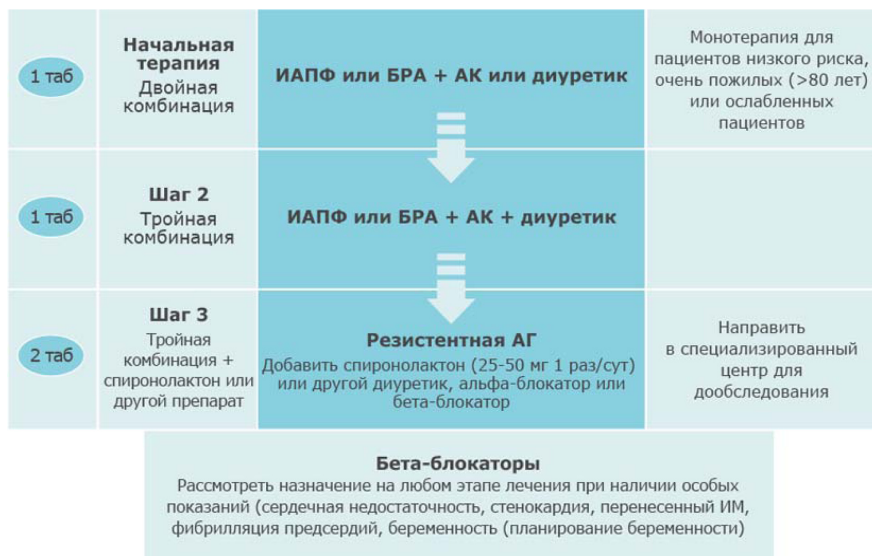 1 таб
Начальная
терапия
Двойная
комбинация
ИАПФ или БРА + АК или диуретик
Монотерапия для
пациентов низкого риска,
очень пожилых (>80 лет)
или ослабленных
пациентов
1 таб
Шаг 2
Тройная
комбинация
ИАПФ или БРА + АК + диуретик
2 таб
Шаг 3
Тройная
комбинация +
спиронолактон или
другой препарат
Резистентная АГ
Добавить спиронолактон (25-50 мг 1 раз/сут)
или другой диуретик, альфа-блокатор или
бета-блокатор
Направить
в специализированный
центр для
дообследования
Бета-блокаторы
Рассмотреть назначение на любом этапе лечения при наличии особых
показаний (сердечная недостаточность, стенокардия, перенесенный ИМ,
фибрилляция предсердий, беременность (планирование беременности)